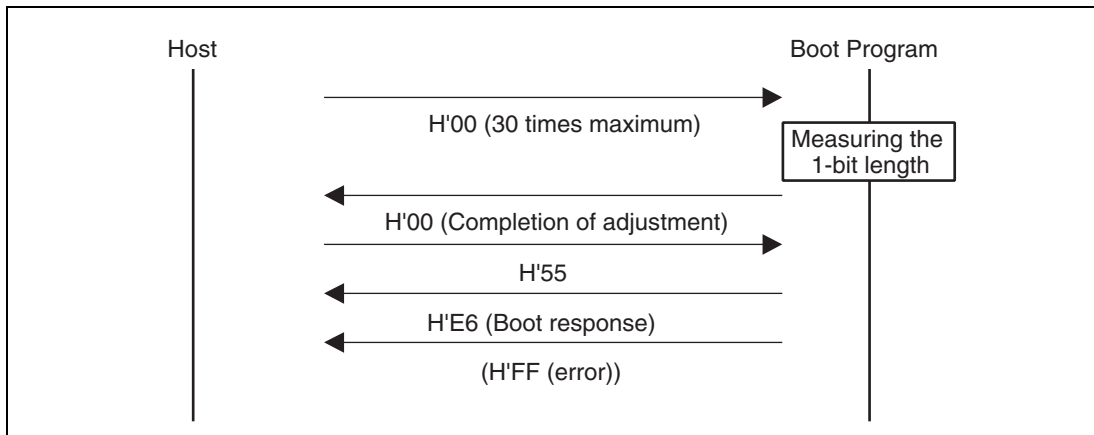 Host
Boot Program
H'00 (30 times maximum)
Measuring the
1-bit length
H'00 (Completion of adjustment)
H'55
H'E6 (Boot response)
(H'FF (error))